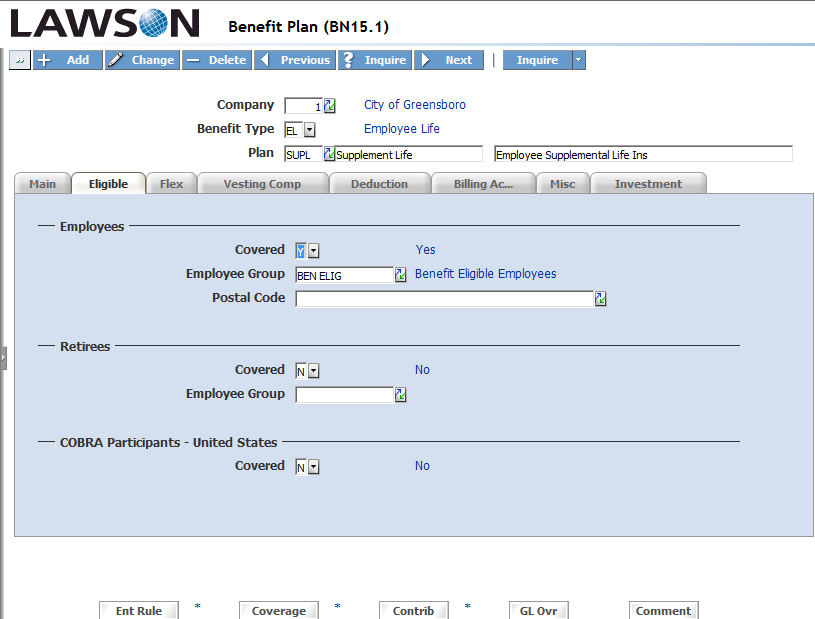 LAWSON Benefit Plan (BN15.1)
» Add Change Delete Previous ? Inquire Next | Inquire
Company 1 City of Greensboro
Benefit Type EL Employee Life
Plan SUPL Supplement Life Employee Supplemental Life Ins
Main Eligible Flex Vesting Comp Deduction Billing Ac... Misc Investment
Employees
Covered Y Yes
Employee Group BEN ELIG Benefit Eligible Employees
Postal Code
Retirees
Covered N No
Employee Group
COBRA Participants - United States
Covered N No
Ent Rule * Coverage * Contrib * GL Ovr Comment